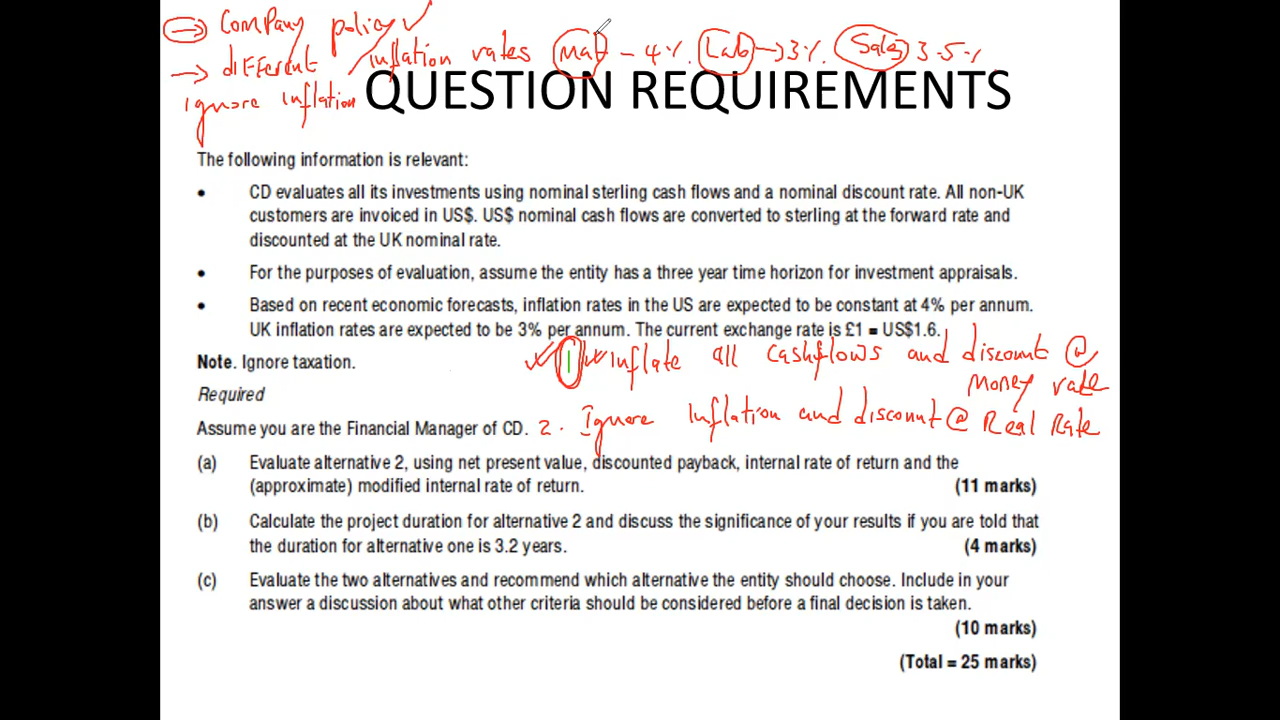 → Company policy ✓
→ different inflation rates Mat - 4%. Lab → 3%. Sales 3.5%
Ignore inflation
QUESTION REQUIREMENTS
The following information is relevant:
• CD evaluates all its investments using nominal sterling cash flows and a nominal discount rate. All non-UK
customers are invoiced in US$. US$ nominal cash flows are converted to sterling at the forward rate and
discounted at the UK nominal rate.
• For the purposes of evaluation, assume the entity has a three year time horizon for investment appraisals.
• Based on recent economic forecasts, inflation rates in the US are expected to be constant at 4% per annum.
UK inflation rates are expected to be 3% per annum. The current exchange rate is £1 = US$1.6.
✓ 1 ✓ Inflate all cashflows and discount @
money rate
Note. Ignore taxation.
Required
2. Ignore Inflation and discount @ Real Rate
Assume you are the Financial Manager of CD.
(a) Evaluate alternative 2, using net present value, discounted payback, internal rate of return and the
(approximate) modified internal rate of return. (11 marks)
(b) Calculate the project duration for alternative 2 and discuss the significance of your results if you are told that
the duration for alternative one is 3.2 years. (4 marks)
(c) Evaluate the two alternatives and recommend which alternative the entity should choose. Include in your
answer a discussion about what other criteria should be considered before a final decision is taken.
(10 marks)
(Total = 25 marks)